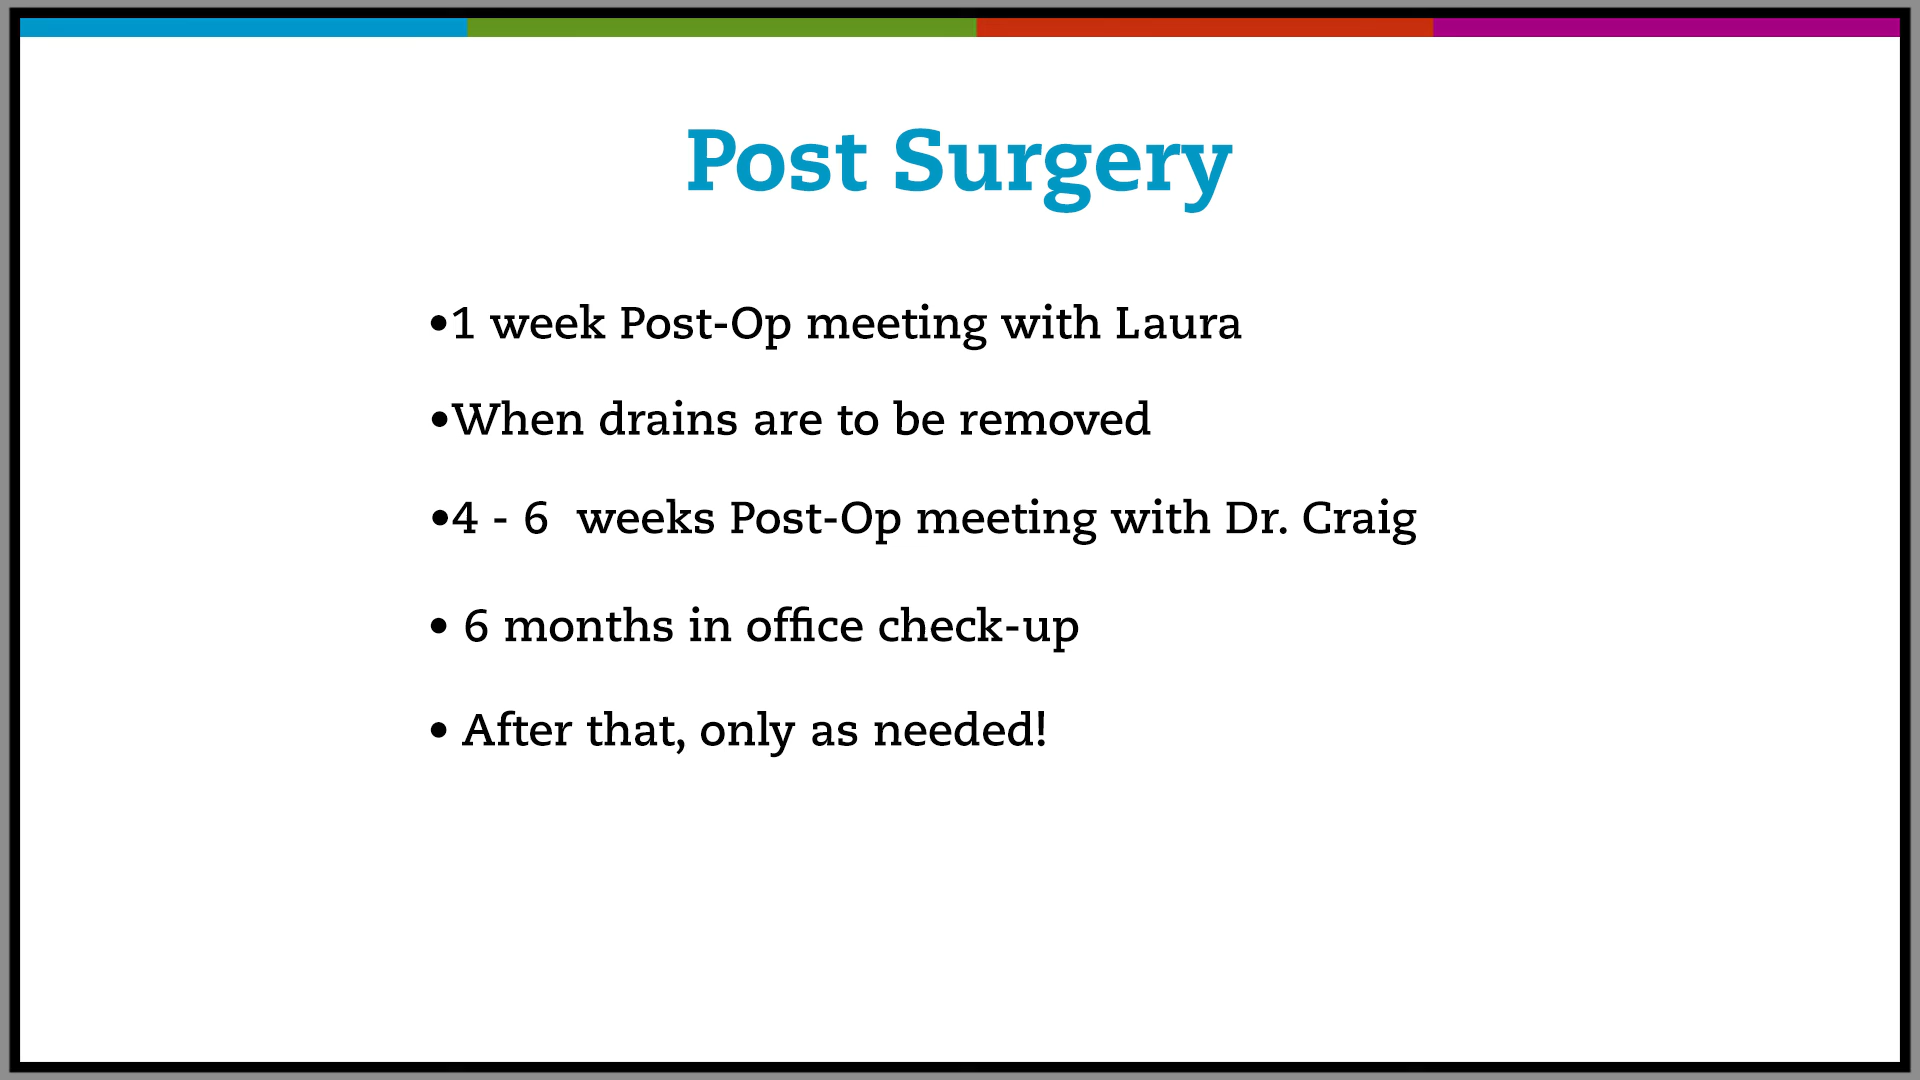 Post Surgery
•1 week Post-Op meeting with Laura
•When drains are to be removed
•4 - 6  weeks Post-Op meeting with Dr. Craig
• 6 months in office check-up
• After that, only as needed!